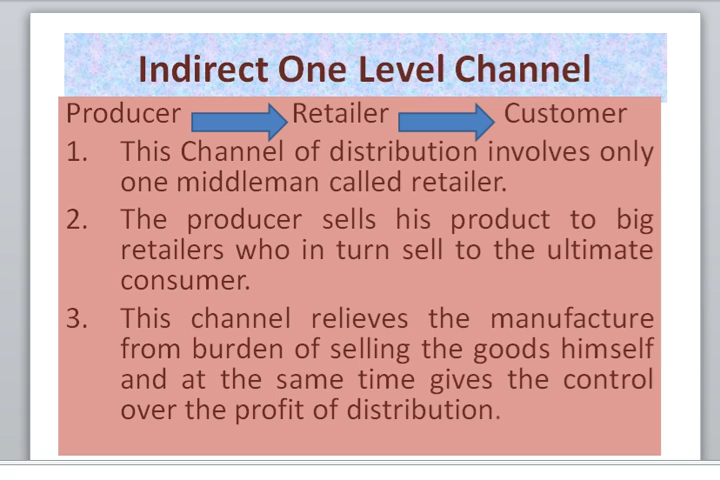 Indirect One Level Channel
Producer Retailer Customer
1. This Channel of distribution involves only
one middleman called retailer.
2. The producer sells his product to big
retailers who in turn sell to the ultimate
consumer.
3. This channel relieves the manufacture
from burden of selling the goods himself
and at the same time gives the control
over the profit of distribution.